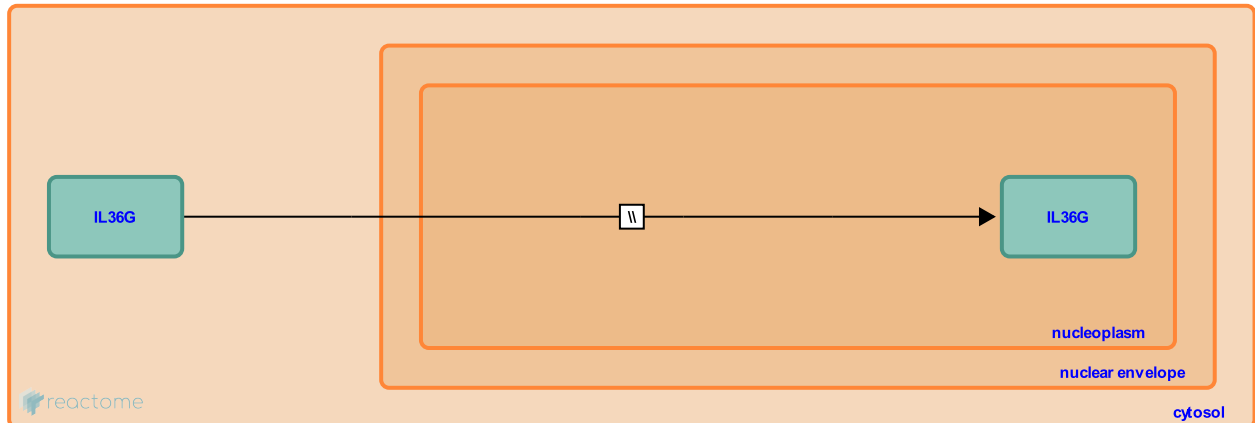 IL36G
\\
IL36G
nucleoplasm
nuclear envelope
reactome
cytosol